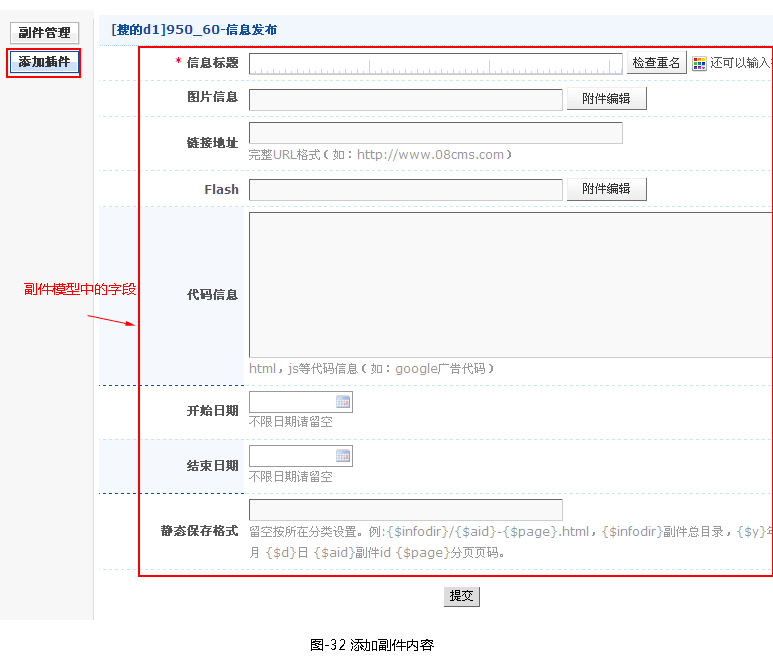 副件管理
添加插件
[搜的d1]950_60-信息发布
* 信息标题
检查重名
还可以输入
图片信息
附件编辑
链接地址
完整URL格式（如：http://www.08cms.com）
Flash
附件编辑
副件模型中的字段
代码信息
html，js等代码信息（如：google广告代码）
开始日期
不限日期请留空
结束日期
不限日期请留空
静态保存格式
留空按所在分类设置。例:{$infodir}/{$aid}-{$page}.html，{$infodir}副件总目录，{$y}年
月 {$d}日 {$aid}副件id {$page}分页页码。
提交
图-32 添加副件内容